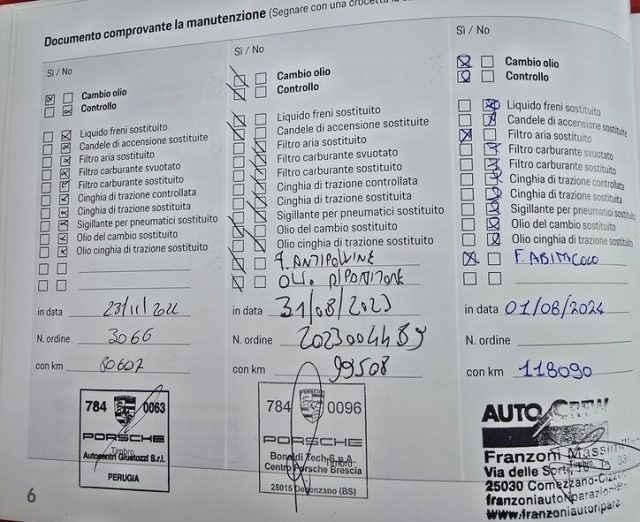 Documento comprovante la manutenzione (Segnare con una crocetta la
Sì / No
Cambio olio
Controllo
Liquido freni sostituito
Candele di accensione sostituite
Filtro aria sostituito
Filtro carburante svuotato
Filtro carburante sostituito
Cinghia di trazione controllata
Cinghia di trazione sostituita
Sigillante per pneumatici sostituito
Olio del cambio sostituito
Olio cinghia di trazione sostituito
in data 23/11/2022
N. ordine 3066
con km 80607
784 0063
PORSCHE
Timbro
Autocentri Giustozzi S.r.l.
PERUGIA
6
Sì / No
Cambio olio
Controllo
Liquido freni sostituito
Candele di accensione sostituite
Filtro aria sostituito
Filtro carburante svuotato
Filtro carburante sostituito
Cinghia di trazione controllata
Cinghia di trazione sostituita
Sigillante per pneumatici sostituito
Olio del cambio sostituito
Olio cinghia di trazione sostituito
F. ANTIPOLLINE
OLIO RIPARTITORE
in data 31/08/2023
N. ordine 2023004489
con km 99508
784 0096
PORSCHE
Timbro
Bonaldi Tech S.p.A.
Centro Porsche Brescia
25015 Desenzano (BS)
Sì / No
Cambio olio
Controllo
Liquido freni sostituito
Candele di accensione sostituite
Filtro aria sostituito
Filtro carburante svuotato
Filtro carburante sostituito
Cinghia di trazione controllata
Cinghia di trazione sostituita
Sigillante per pneumatici sostituito
Olio del cambio sostituito
Olio cinghia di trazione sostituito
F. ABITACOLO
in data 01/08/2024
N. ordine
con km 118090
AUTO CREW
Franzoni
Via delle
25030 Comezzano-
franzoniautoriparazioni@
www.franzoniautoripara